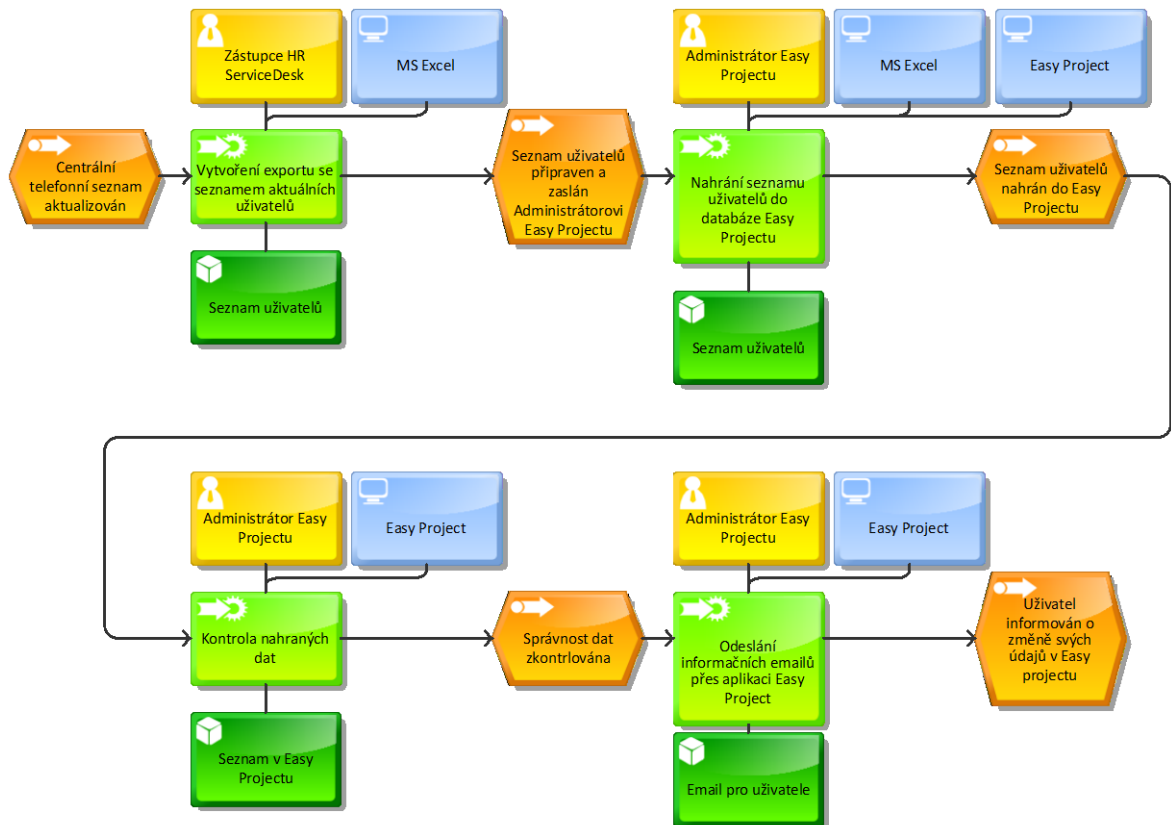 Zástupce HR
ServiceDesk
MS Excel
Administrátor Easy
Projectu
MS Excel
Easy Project
Centrální
telefonní seznam
aktualizován
Vytvoření exportu se
seznamem aktuálních
uživatelů
Seznam uživatelů
připraven a
zaslán
Administrátorovi
Easy Projectu
Nahrání seznamu
uživatelů do
databáze Easy
Projectu
Seznam uživatelů
nahrán do Easy
Projectu
Seznam uživatelů
Seznam uživatelů
Administrátor Easy
Projectu
Easy Project
Administrátor Easy
Projectu
Easy Project
Kontrola nahraných
dat
Správnost dat
zkontrlována
Odeslání
informačních emailů
přes aplikaci Easy
Project
Uživatel
informován o
změně svých
údajů v Easy
projectu
Seznam v Easy
Projectu
Email pro uživatele